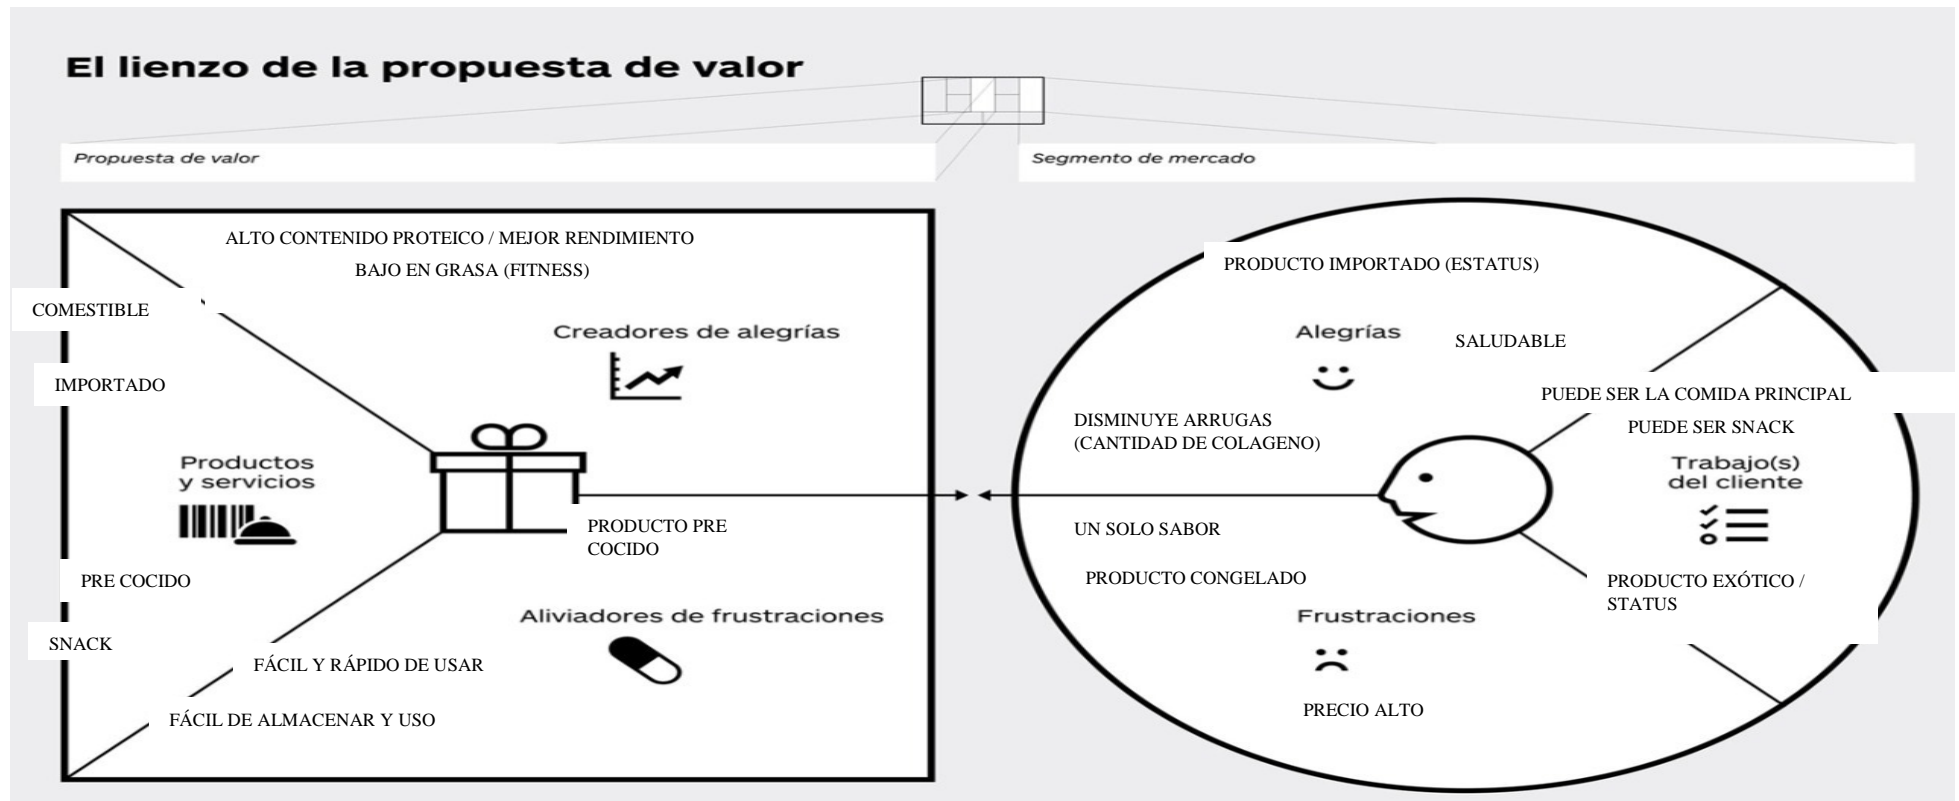 El lienzo de la propuesta de valor
Propuesta de valor
Segmento de mercado
ALTO CONTENIDO PROTEICO / MEJOR RENDIMIENTO
BAJO EN GRASA (FITNESS)
COMESTIBLE
Creadores de alegrías
IMPORTADO
Productos
y servicios
PRODUCTO PRE
COCIDO
PRE COCIDO
Aliviadores de frustraciones
SNACK
FÁCIL Y RÁPIDO DE USAR
FÁCIL DE ALMACENAR Y USO
PRODUCTO IMPORTADO (ESTATUS)
Alegrías
SALUDABLE
PUEDE SER LA COMIDA PRINCIPAL
DISMINUYE ARRUGAS
(CANTIDAD DE COLAGENO)
PUEDE SER SNACK
Trabajo(s)
del cliente
UN SOLO SABOR
PRODUCTO CONGELADO
PRODUCTO EXÓTICO /
STATUS
Frustraciones
PRECIO ALTO